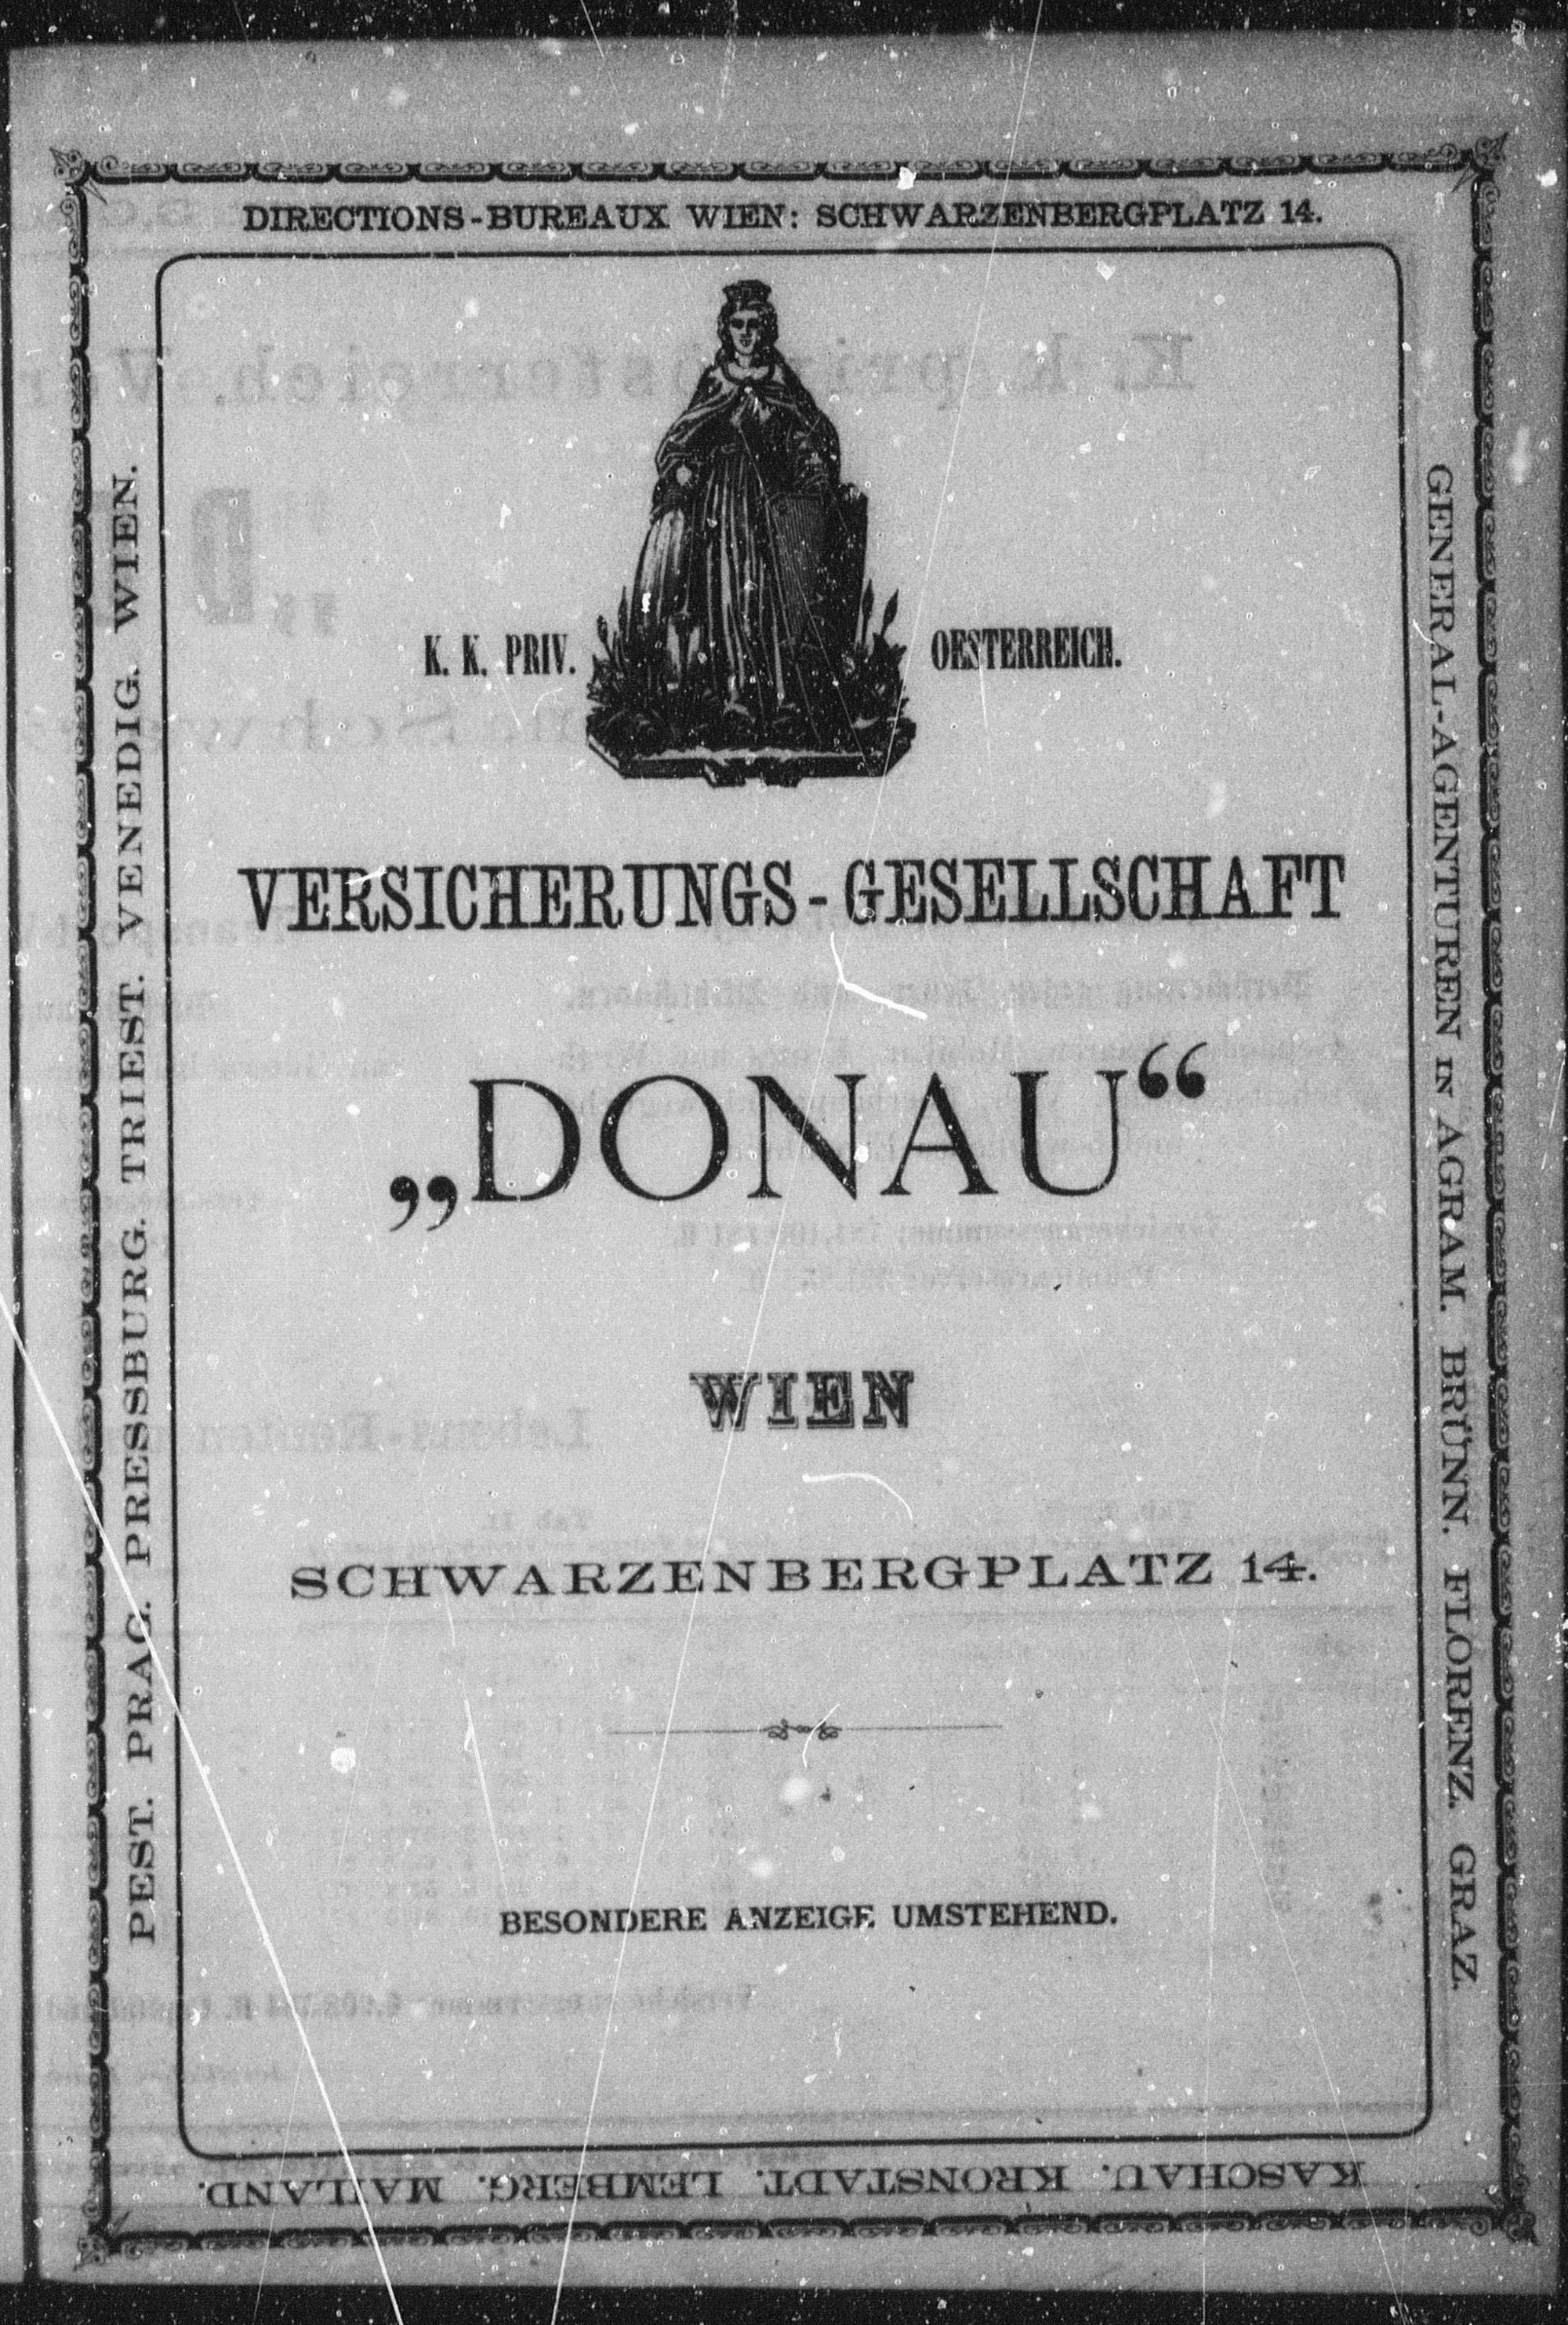 DIRECTIONS-BUREAUX WIEN: SCHWARZENBERGPLATZ 14.
GENERAL-AGENTUREN IN AGRAM. BRÜNN. FLORENZ. GRAZ.
KASCHAU. KRONSTADT. LEMBERG. MAILAND.
PEST. PRAG. PRESSBURG. TRIEST. VENEDIG. WIEN.
K. K. PRIV. OESTERREICH.
VERSICHERUNGS-GESELLSCHAFT
„DONAU“
WIEN
SCHWARZENBERGPLATZ 14.
BESONDERE ANZEIGE UMSTEHEND.